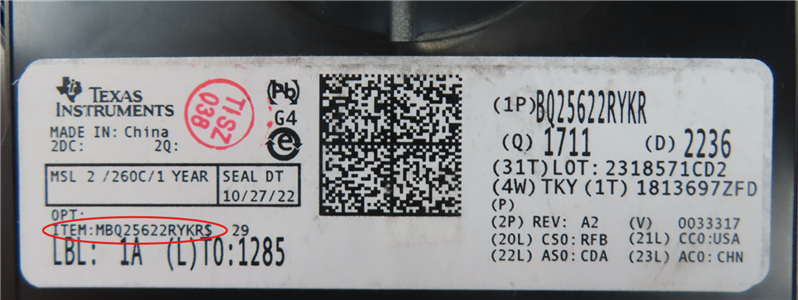 TEXAS
INSTRUMENTS
MADE IN: China
2DC: 2Q:
TISZ
038
Pb
G4
e
MSL 2 /260C/1 YEAR
SEAL DT
10/27/22
OPT:
ITEM:MBQ25622RYKR$ 29
LBL: 1A (L)TO:1285
(1P)BQ25622RYKR
(Q) 1711 (D) 2236
(31T)LOT: 2318571CD2
(4W) TKY (1T) 1813697ZFD
(P)
(2P) REV: A2 (V) 0033317
(20L) CSO:RFB (21L) CCO:USA
(22L) ASO:CDA (23L) ACO:CHN